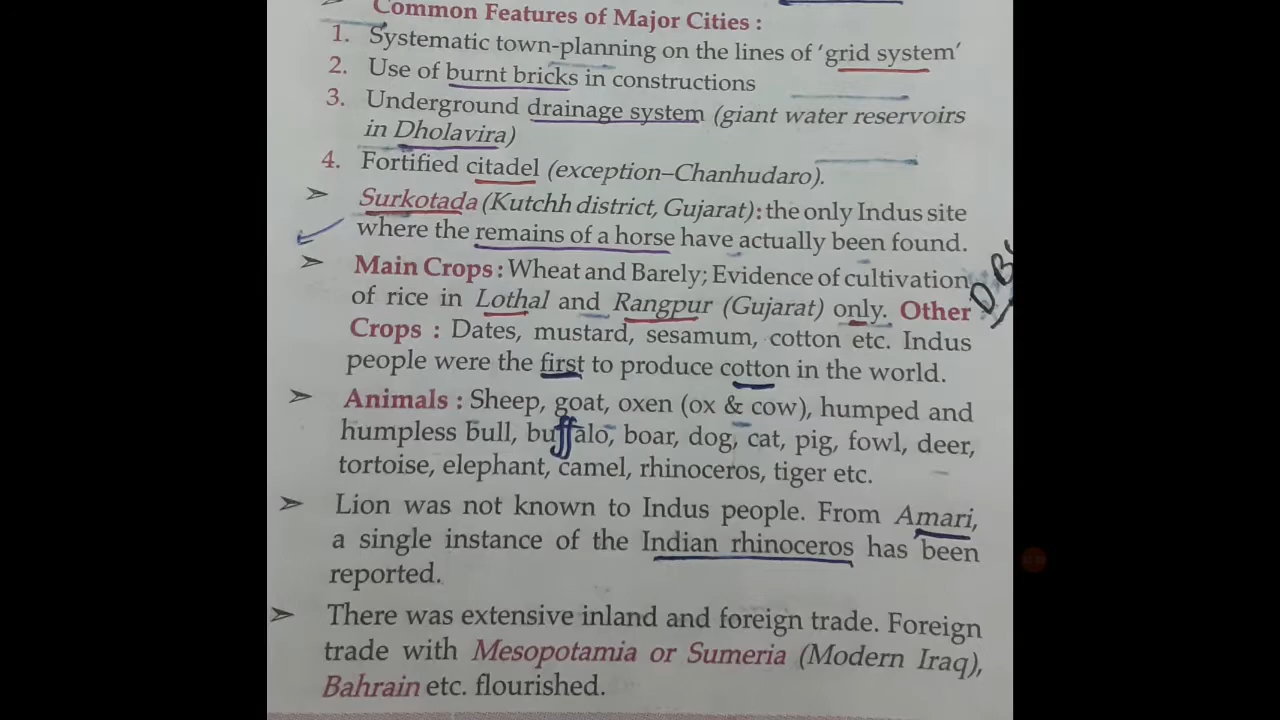 ➢ Common Features of Major Cities :
1. Systematic town-planning on the lines of ‘grid system’
2. Use of burnt bricks in constructions
3. Underground drainage system (giant water reservoirs
in Dholavira)
4. Fortified citadel (exception–Chanhudaro).
➢ Surkotada (Kutchh district, Gujarat): the only Indus site
where the remains of a horse have actually been found.
➢ Main Crops : Wheat and Barely; Evidence of cultivation
of rice in Lothal and Rangpur (Gujarat) only. Other
Crops : Dates, mustard, sesamum, cotton etc. Indus
people were the first to produce cotton in the world.
➢ Animals : Sheep, goat, oxen (ox & cow), humped and
humpless bull, buffalo, boar, dog, cat, pig, fowl, deer,
tortoise, elephant, camel, rhinoceros, tiger etc.
➢ Lion was not known to Indus people. From Amari,
a single instance of the Indian rhinoceros has been
reported.
➢ There was extensive inland and foreign trade. Foreign
trade with Mesopotamia or Sumeria (Modern Iraq),
Bahrain etc. flourished.